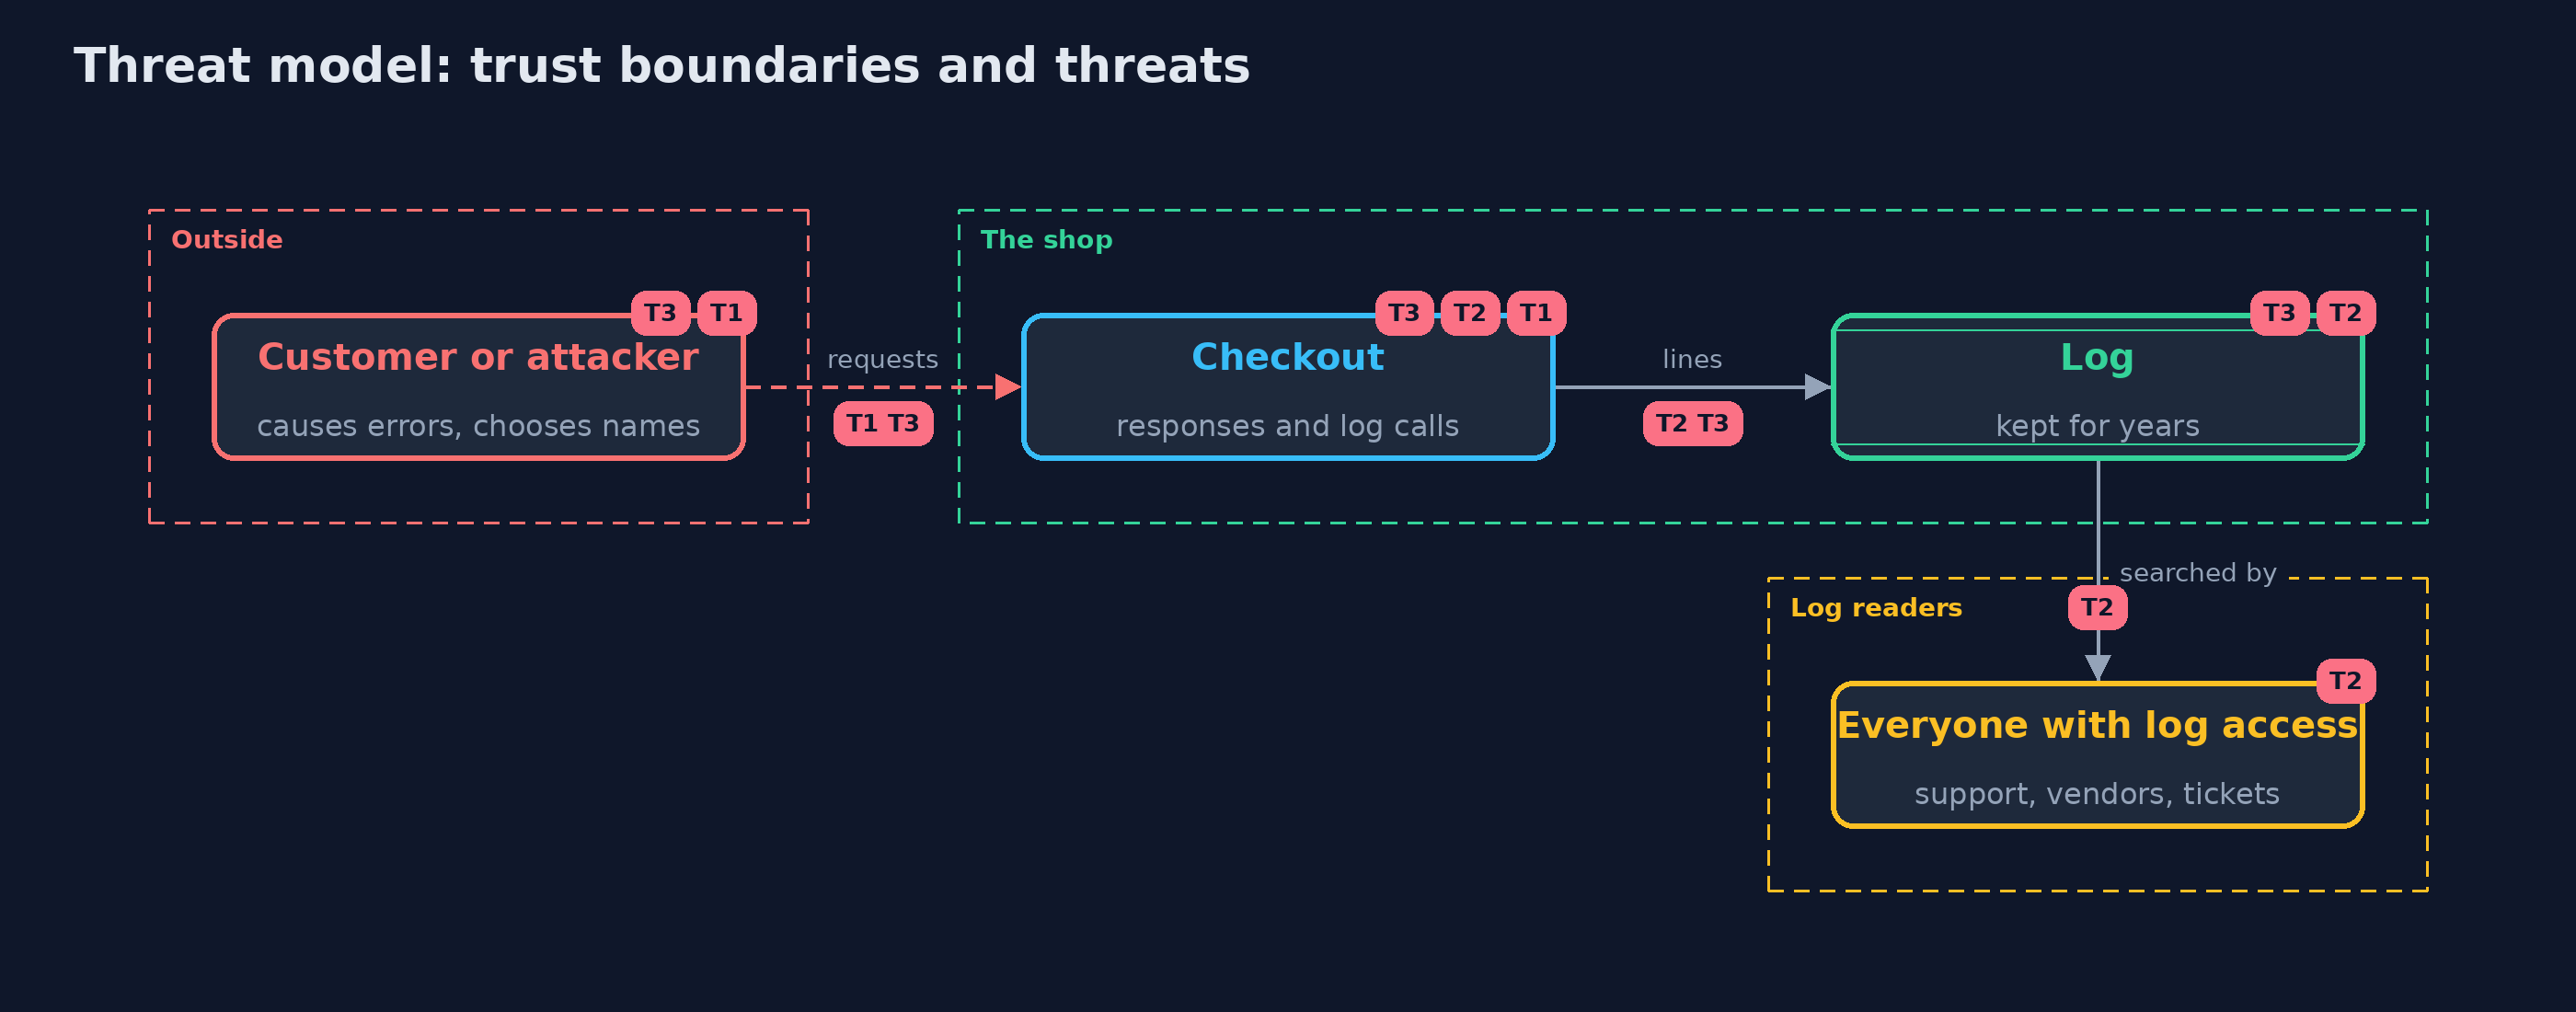 Threat model: trust boundaries and threats
Outside
The shop
T3 T1
T3 T2 T1
T3 T2
Customer or attacker
causes errors, chooses names
requests
T1 T3
Checkout
responses and log calls
lines
T2 T3
Log
kept for years
searched by
Log readers
T2
T2
Everyone with log access
support, vendors, tickets